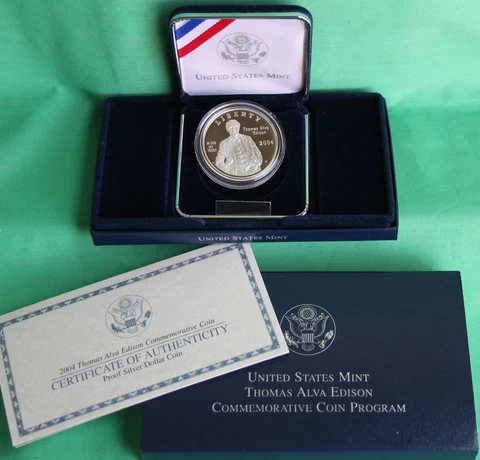 UNITED STATES MINT
LIBERTY
Thomas Alva
Edison
IN GOD
WE
TRUST
2004
UNITED STATES MINT
2004 Thomas Alva Edison Commemorative Coin
CERTIFICATE OF AUTHENTICITY
Proof Silver Dollar Coin
UNITED STATES MINT
THOMAS ALVA EDISON
COMMEMORATIVE COIN PROGRAM